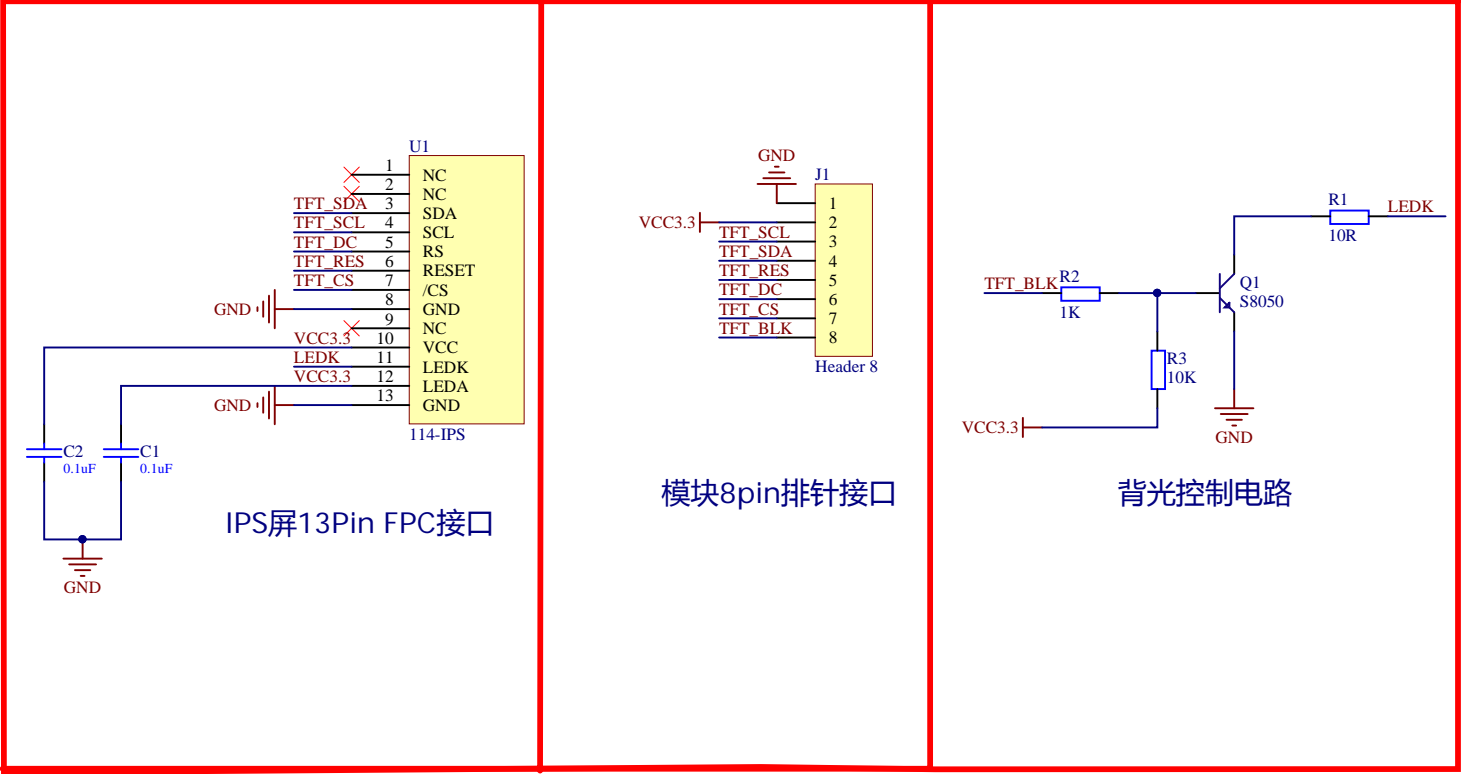 U1
1 NC
2 NC
TFT_SDA 3 SDA
TFT_SCL 4 SCL
TFT_DC 5 RS
TFT_RES 6 RESET
TFT_CS 7 /CS
GND 8 GND
9 NC
VCC3.3 10 VCC
LEDK 11 LEDK
VCC3.3 12 LEDA
GND 13 GND
114-IPS
C2
0.1uF
C1
0.1uF
GND
IPS屏13Pin FPC接口
GND
J1
1
VCC3.3 2
TFT_SCL 3
TFT_SDA 4
TFT_RES 5
TFT_DC 6
TFT_CS 7
TFT_BLK 8
Header 8
模块8pin排针接口
R1
10R
LEDK
TFT_BLK
R2
1K
Q1
S8050
R3
10K
VCC3.3
GND
背光控制电路